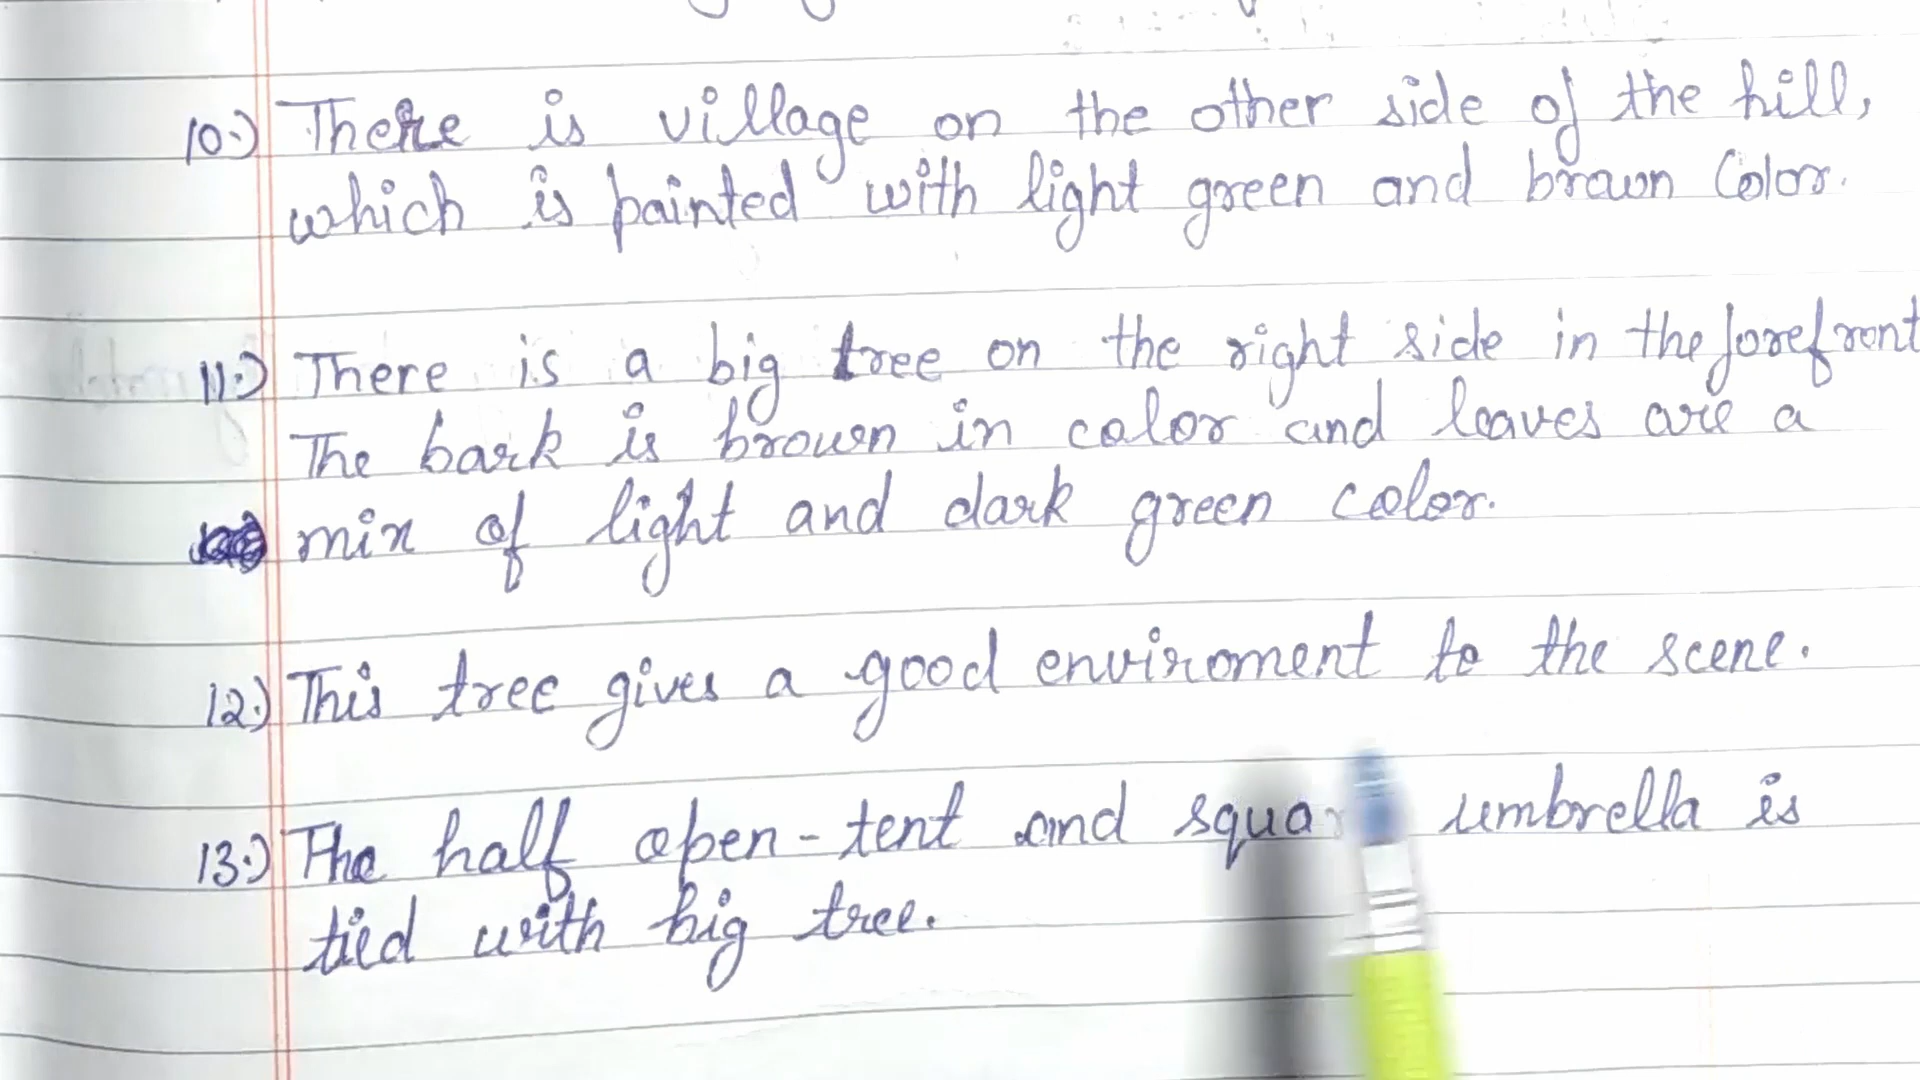 10.) There is village on the other side of the hill,
which is painted with light green and brown Color.
11.) There is a big tree on the right side in the forefront
The bark is brown in color and leaves are a
mix of light and dark green color.
12.) This tree gives a good enviroment to the scene.
13.) The half open-tent and umbrella is
tied with big tree.